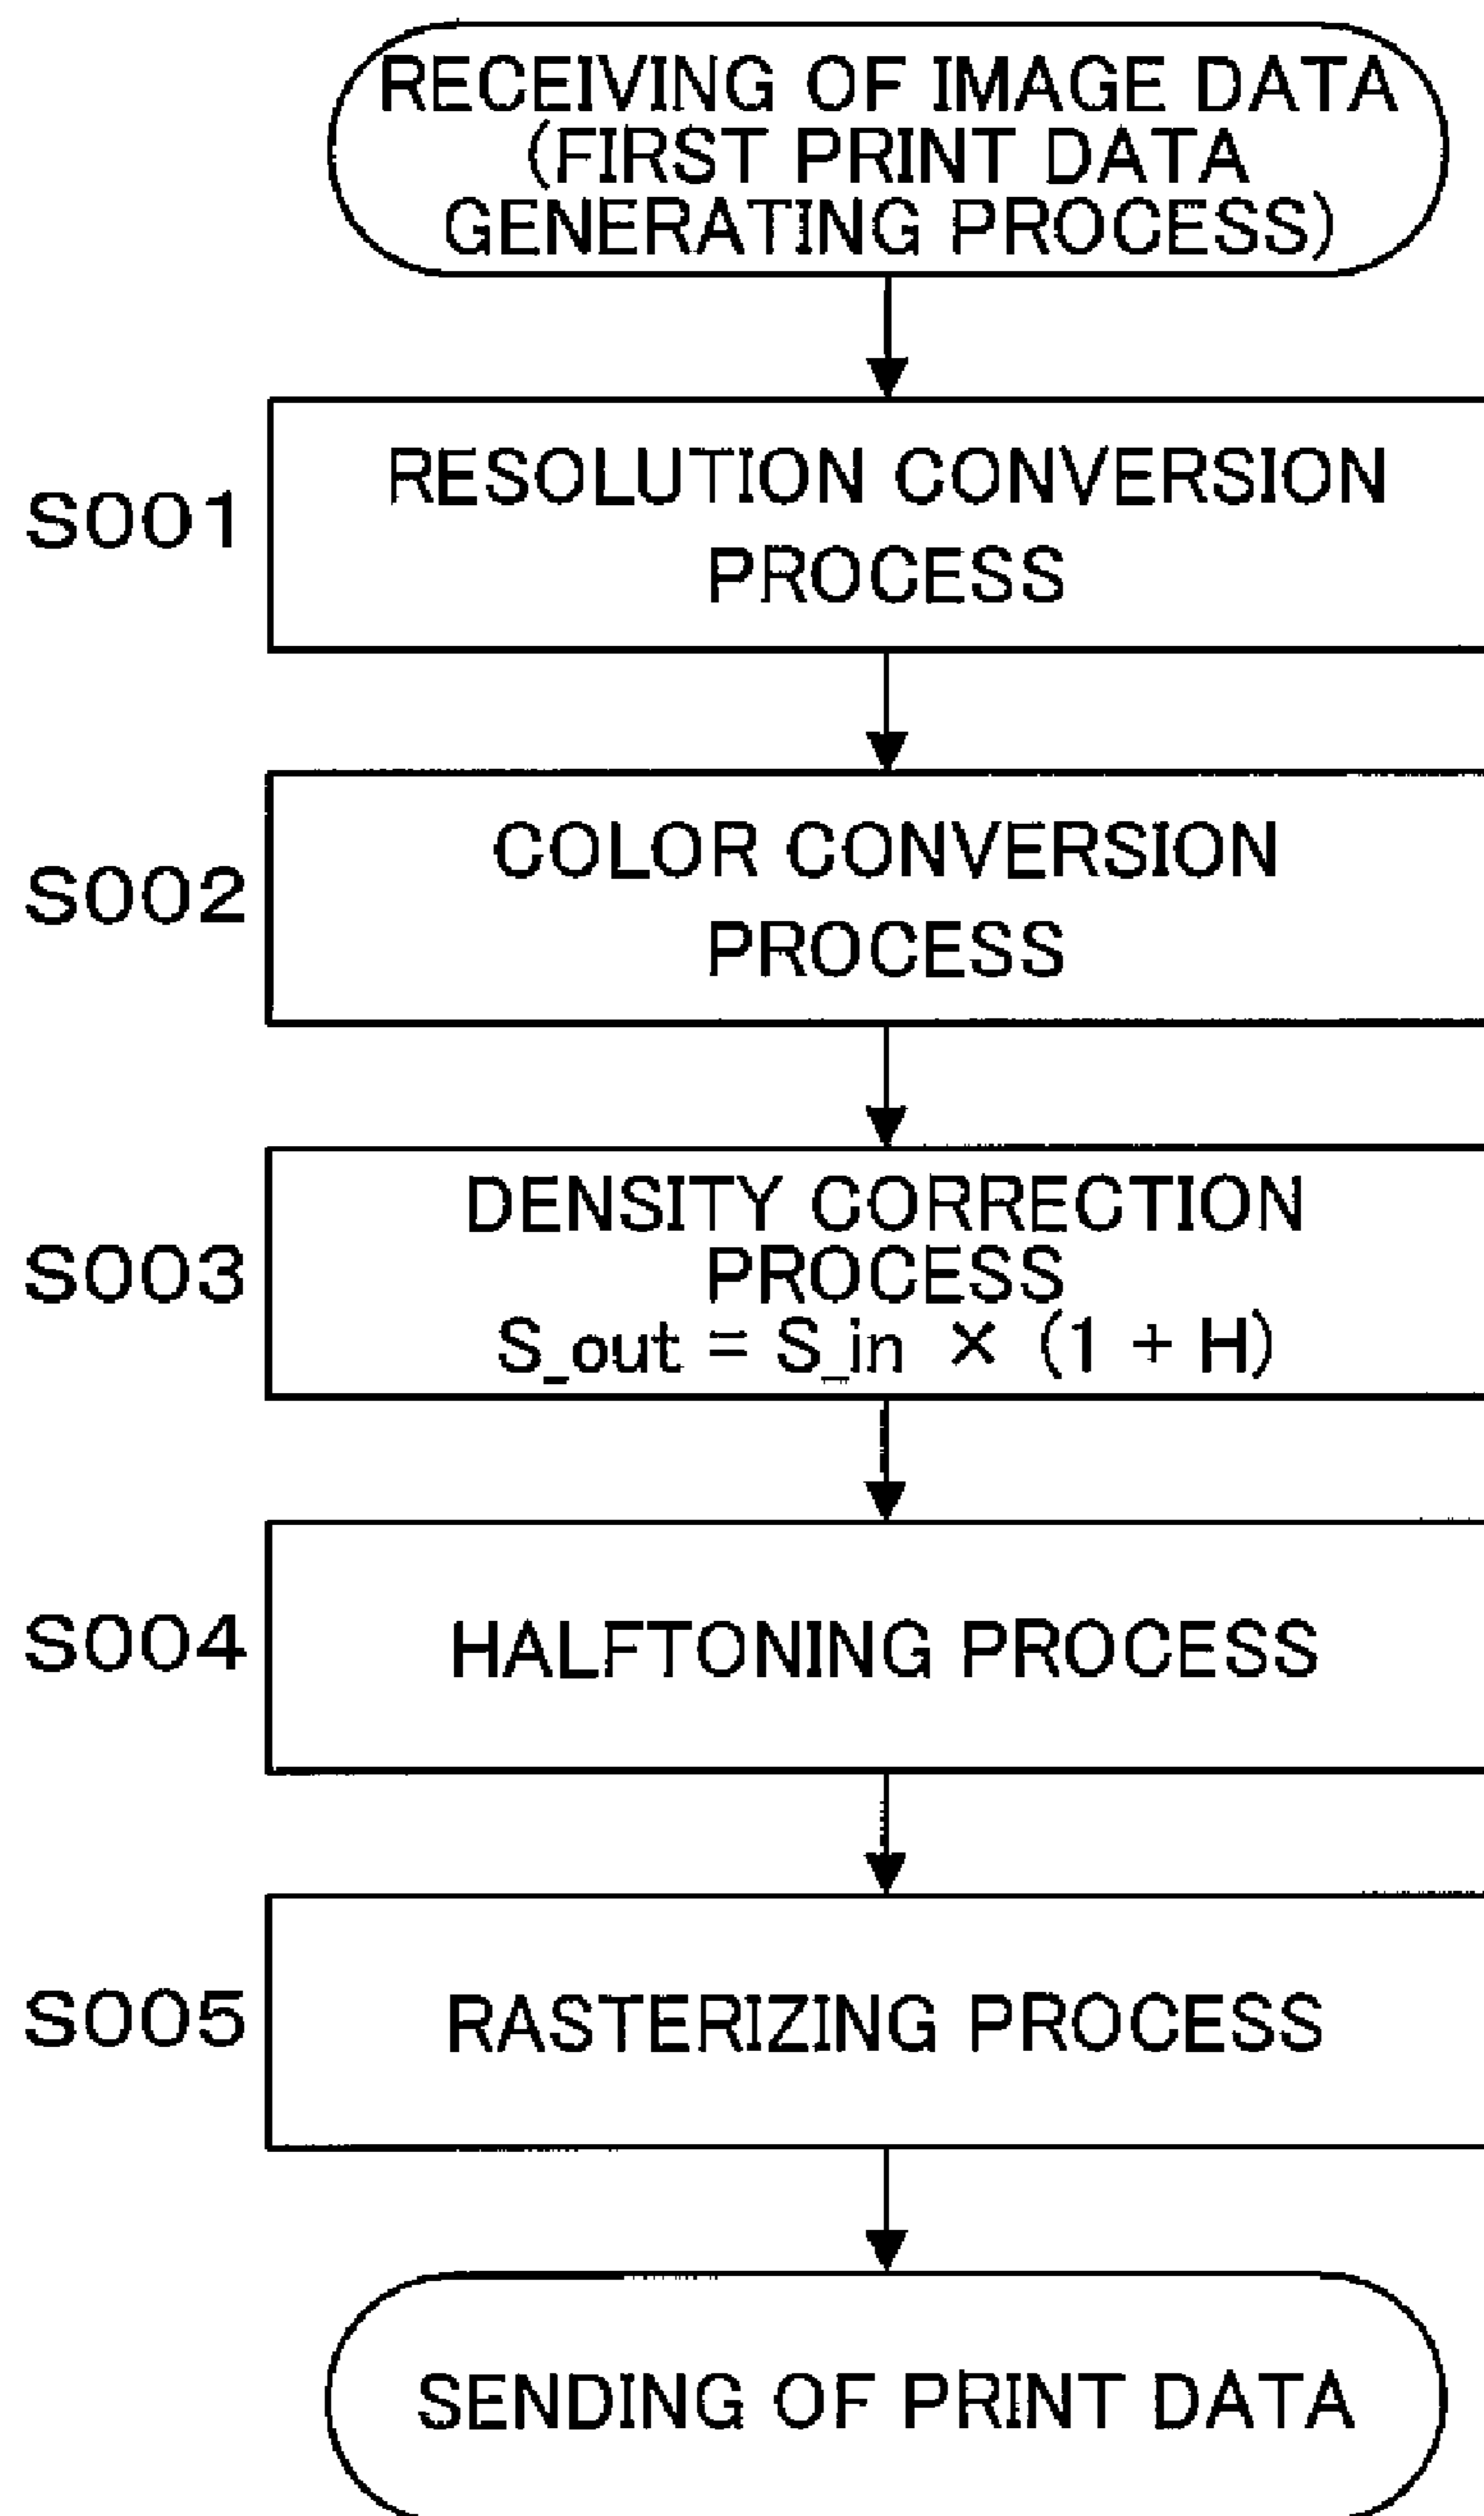 RECEIVING OF IMAGE DATA
(FIRST PRINT DATA
GENERATING PROCESS)
S001
RESOLUTION CONVERSION
PROCESS
S002
COLOR CONVERSION
PROCESS
S003
DENSITY CORRECTION
PROCESS
S_out = S_in × (1 + H)
S004
HALFTONING PROCESS
S005
RASTERIZING PROCESS
SENDING OF PRINT DATA